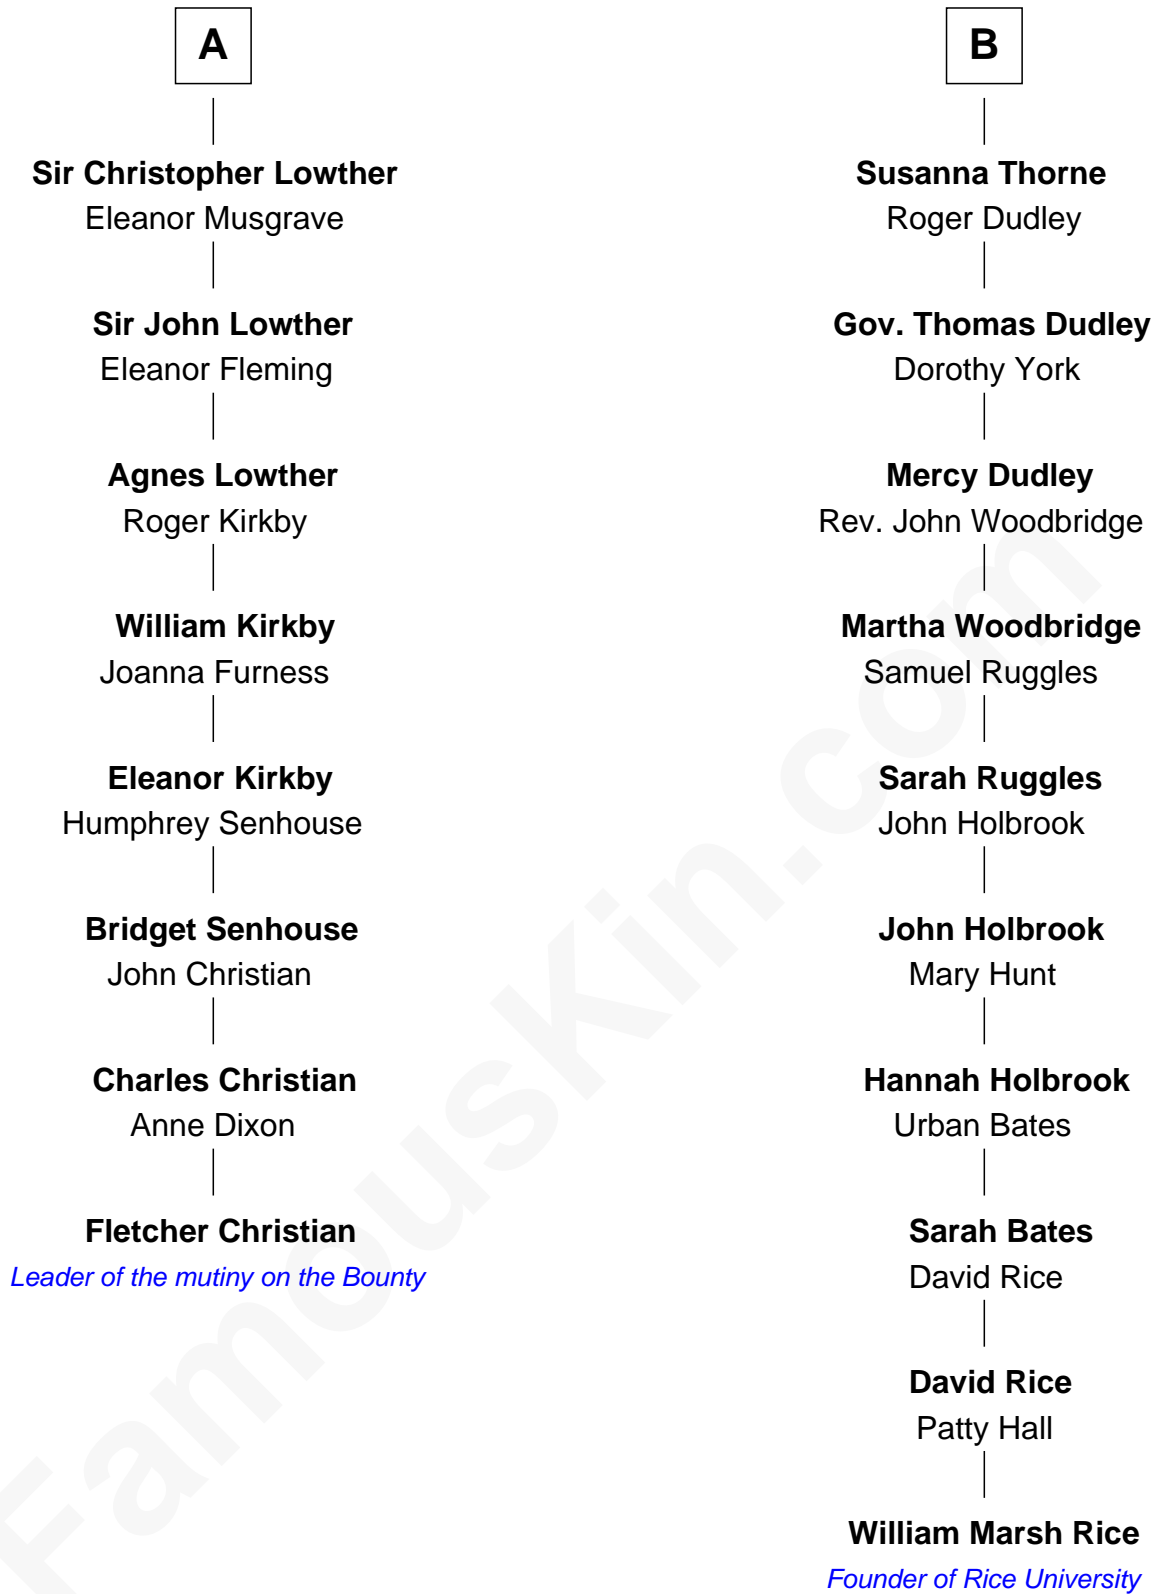 A
Sir Christopher Lowther
Eleanor Musgrave
Sir John Lowther
Eleanor Fleming
Agnes Lowther
Roger Kirkby
William Kirkby
Joanna Furness
Eleanor Kirkby
Humphrey Senhouse
Bridget Senhouse
John Christian
Charles Christian
Anne Dixon
Fletcher Christian
Leader of the mutiny on the Bounty
B
Susanna Thorne
Roger Dudley
Gov. Thomas Dudley
Dorothy York
Mercy Dudley
Rev. John Woodbridge
Martha Woodbridge
Samuel Ruggles
Sarah Ruggles
John Holbrook
John Holbrook
Mary Hunt
Hannah Holbrook
Urban Bates
Sarah Bates
David Rice
David Rice
Patty Hall
William Marsh Rice
Founder of Rice University
FamousKin.com